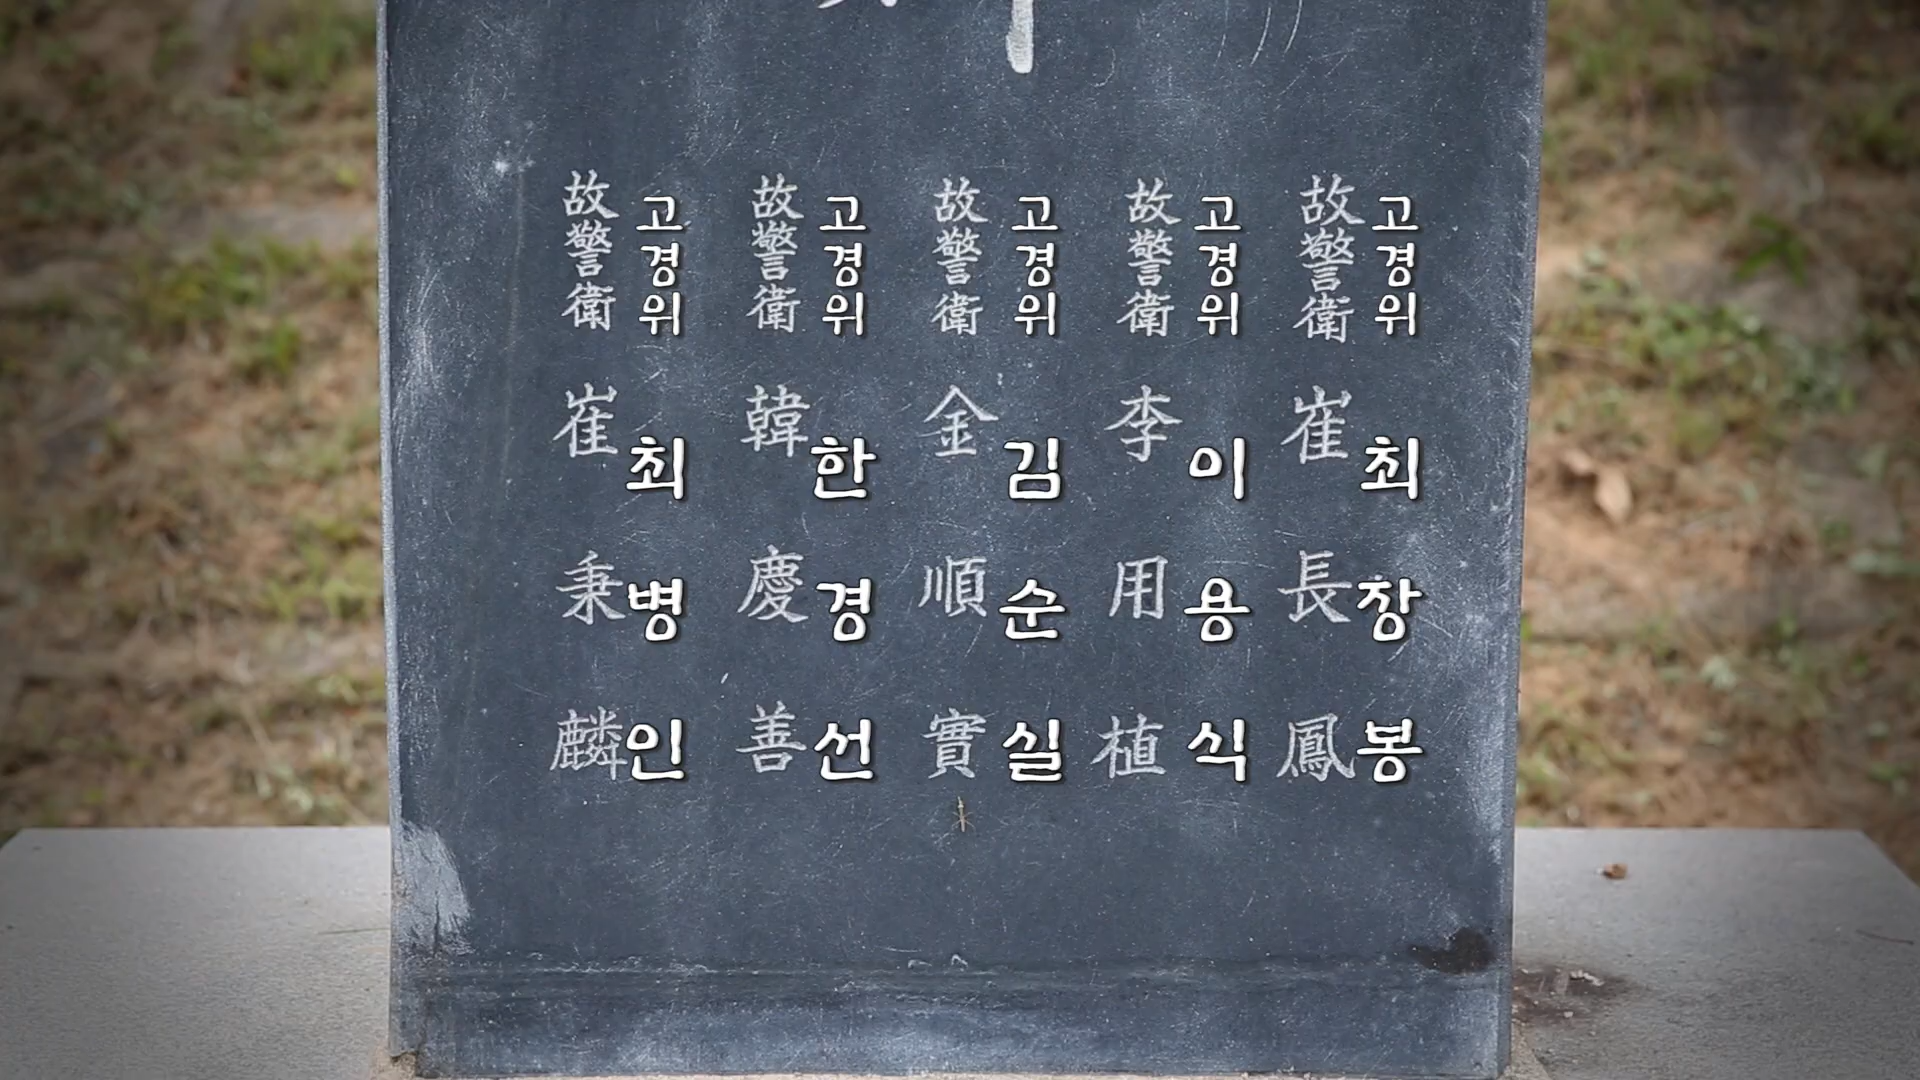 故警衛 崔長鳳
고경위 최장봉
故警衛 李用植
고경위 이용식
故警衛 金順實
고경위 김순실
故警衛 韓慶善
고경위 한경선
故警衛 崔秉麟
고경위 최병인